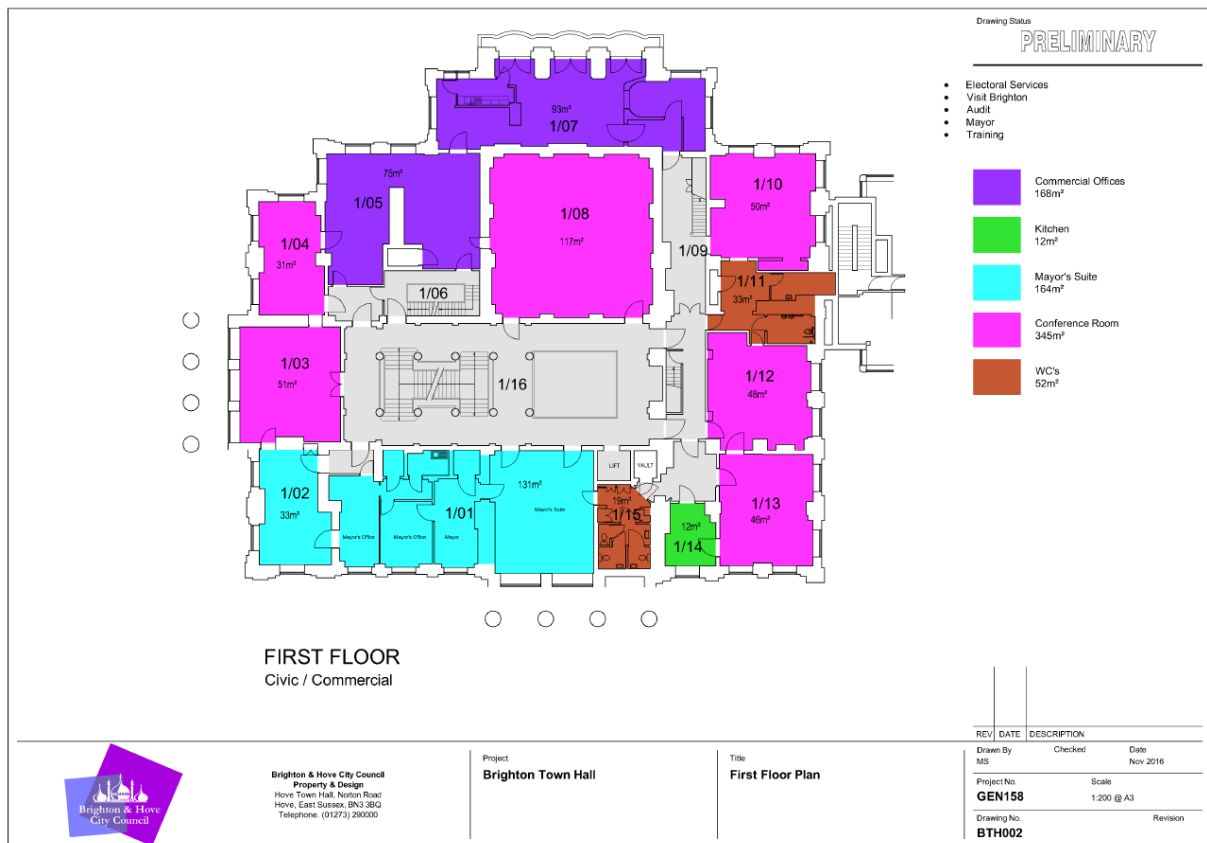 Drawing Status
PRELIMINARY
• Electoral Services
• Visit Brighton
• Audit
• Mayor
• Training
Commercial Offices
168m²
Kitchen
12m²
Mayor's Suite
164m²
Conference Room
345m²
WC's
52m²
93m²
1/07
75m²
1/05
1/08
117m²
1/10
50m²
1/04
31m²
1/09
1/06
1/11
33m²
1/03
51m²
1/16
1/12
48m²
1/02
33m²
131m²
Mayor's Suite
LIFT
VAULT
19m²
1/15
1/13
46m²
1/01
Mayor's Office
Mayor's Office
Mayor
12m²
1/14
FIRST FLOOR
Civic / Commercial
REV DATE DESCRIPTION
Drawn By Checked Date
MS Nov 2016
Project No. Scale
GEN158 1:200 @ A3
Drawing No. Revision
BTH002
Brighton & Hove
City Council
Brighton & Hove City Council
Property & Design
Hove Town Hall, Norton Road
Hove, East Sussex, BN3 3BQ
Telephone. (01273) 290000
Project
Brighton Town Hall
Title
First Floor Plan